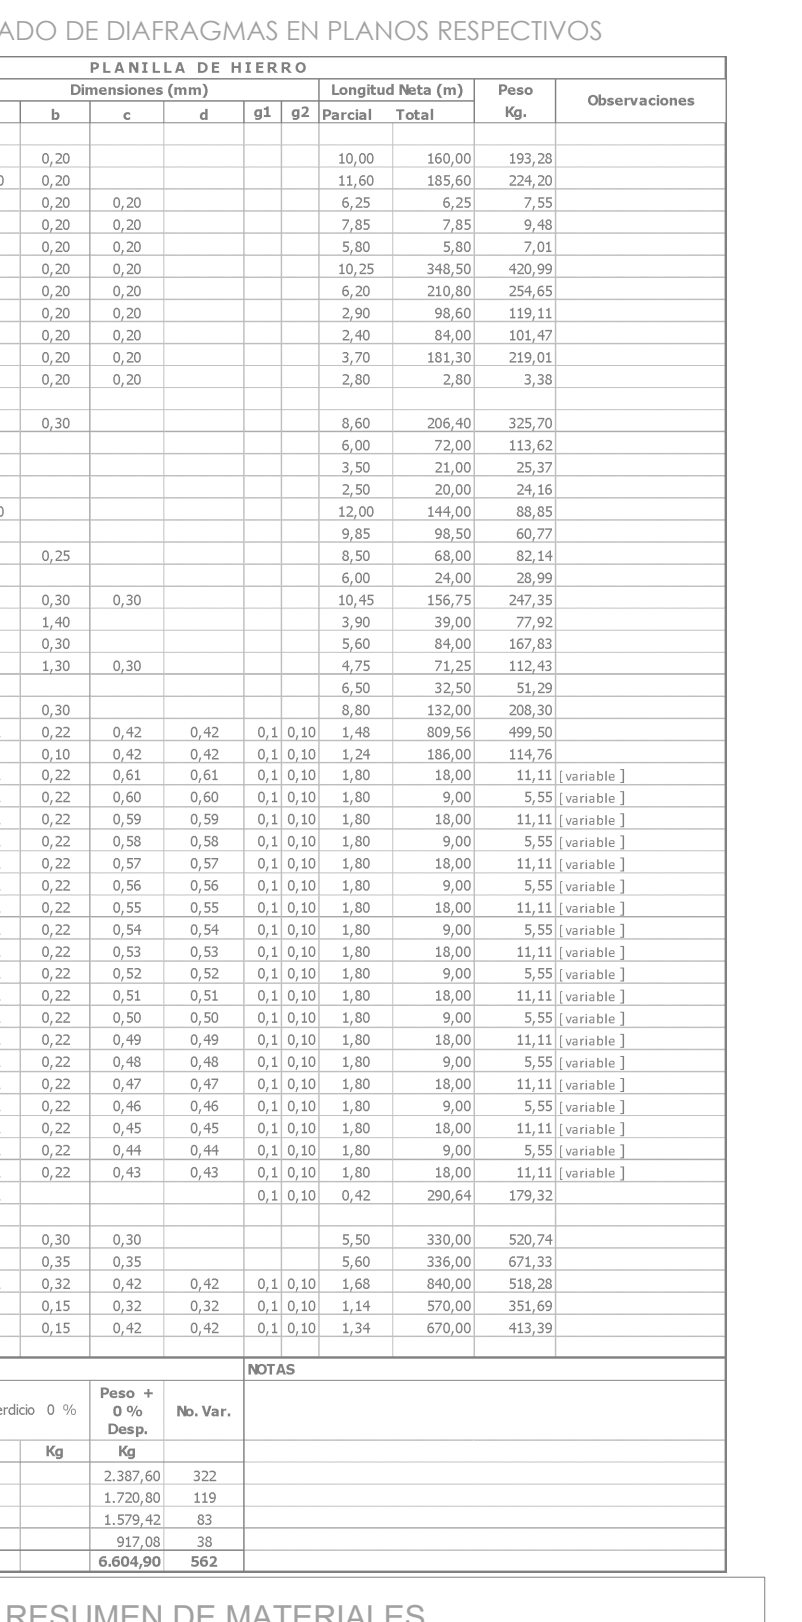 ADO DE DIAFRAGMAS EN PLANOS RESPECTIVOS
PLANILLA DE HIERRO
Dimensiones (mm) Longitud Neta (m) Peso Kg. Observaciones
b c d g1 g2 Parcial Total
0,20 10,00 160,00 193,28
0 0,20 11,60 185,60 224,20
0,20 0,20 6,25 6,25 7,55
0,20 0,20 7,85 7,85 9,48
0,20 0,20 5,80 5,80 7,01
0,20 0,20 10,25 348,50 420,99
0,20 0,20 6,20 210,80 254,65
0,20 0,20 2,90 98,60 119,11
0,20 0,20 2,40 84,00 101,47
0,20 0,20 3,70 181,30 219,01
0,20 0,20 2,80 2,80 3,38
0,30 8,60 206,40 325,70
6,00 72,00 113,62
3,50 21,00 25,37
2,50 20,00 24,16
0 12,00 144,00 88,85
9,85 98,50 60,77
0,25 8,50 68,00 82,14
6,00 24,00 28,99
0,30 0,30 10,45 156,75 247,35
1,40 3,90 39,00 77,92
0,30 5,60 84,00 167,83
1,30 0,30 4,75 71,25 112,43
6,50 32,50 51,29
0,30 8,80 132,00 208,30
0,22 0,42 0,42 0,1 0,10 1,48 809,56 499,50
0,10 0,42 0,42 0,1 0,10 1,24 186,00 114,76
0,22 0,61 0,61 0,1 0,10 1,80 18,00 11,11 [variable]
0,22 0,60 0,60 0,1 0,10 1,80 9,00 5,55 [variable]
0,22 0,59 0,59 0,1 0,10 1,80 18,00 11,11 [variable]
0,22 0,58 0,58 0,1 0,10 1,80 9,00 5,55 [variable]
0,22 0,57 0,57 0,1 0,10 1,80 18,00 11,11 [variable]
0,22 0,56 0,56 0,1 0,10 1,80 9,00 5,55 [variable]
0,22 0,55 0,55 0,1 0,10 1,80 18,00 11,11 [variable]
0,22 0,54 0,54 0,1 0,10 1,80 9,00 5,55 [variable]
0,22 0,53 0,53 0,1 0,10 1,80 18,00 11,11 [variable]
0,22 0,52 0,52 0,1 0,10 1,80 9,00 5,55 [variable]
0,22 0,51 0,51 0,1 0,10 1,80 18,00 11,11 [variable]
0,22 0,50 0,50 0,1 0,10 1,80 9,00 5,55 [variable]
0,22 0,49 0,49 0,1 0,10 1,80 18,00 11,11 [variable]
0,22 0,48 0,48 0,1 0,10 1,80 9,00 5,55 [variable]
0,22 0,47 0,47 0,1 0,10 1,80 18,00 11,11 [variable]
0,22 0,46 0,46 0,1 0,10 1,80 9,00 5,55 [variable]
0,22 0,45 0,45 0,1 0,10 1,80 18,00 11,11 [variable]
0,22 0,44 0,44 0,1 0,10 1,80 9,00 5,55 [variable]
0,22 0,43 0,43 0,1 0,10 1,80 18,00 11,11 [variable]
0,1 0,10 0,42 290,64 179,32
0,30 0,30 5,50 330,00 520,74
0,35 0,35 5,60 336,00 671,33
0,32 0,42 0,42 0,1 0,10 1,68 840,00 518,28
0,15 0,32 0,32 0,1 0,10 1,14 570,00 351,69
0,15 0,42 0,42 0,1 0,10 1,34 670,00 413,39
NOTAS
erdicio 0 % Peso + 0 % Desp. No. Var.
Kg Kg
2.387,60 322
1.720,80 119
1.579,42 83
917,08 38
6.604,90 562
RESUMEN DE MATERIALES